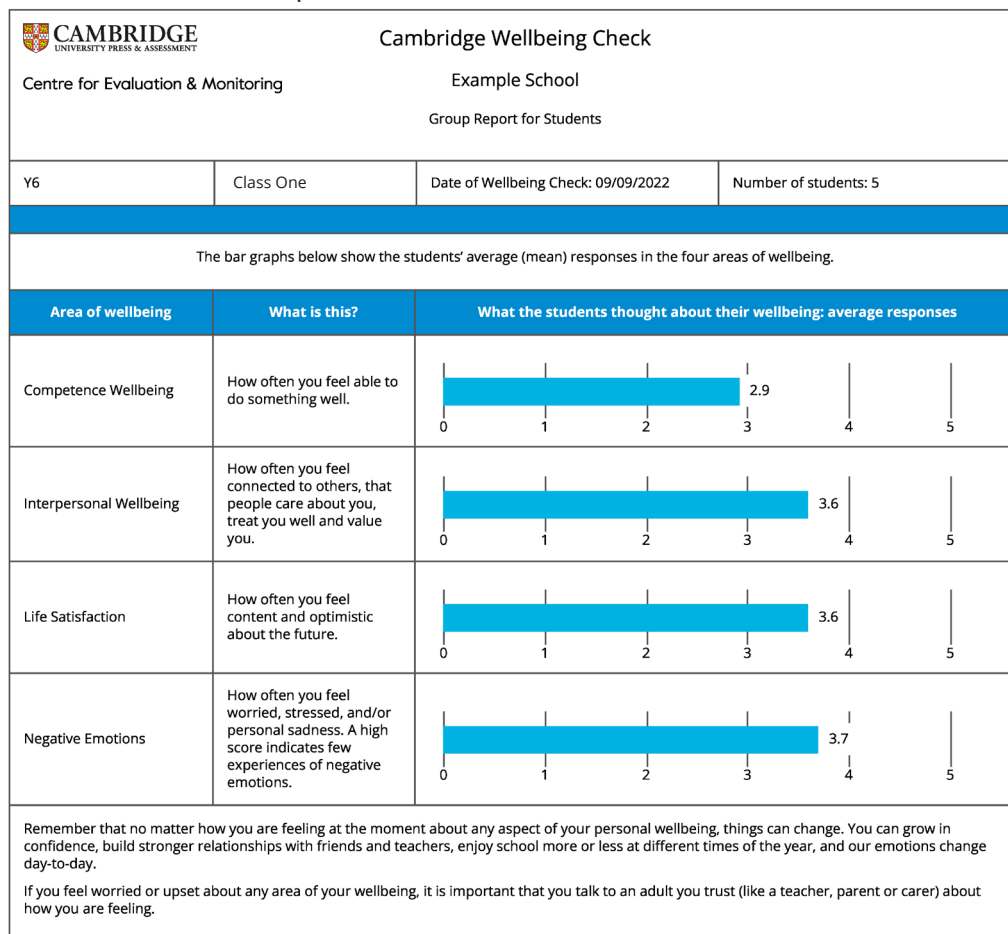 CAMBRIDGE
UNIVERSITY PRESS & ASSESSMENT
Cambridge Wellbeing Check
Centre for Evaluation & Monitoring
Example School
Group Report for Students
Y6
Class One
Date of Wellbeing Check: 09/09/2022
Number of students: 5
The bar graphs below show the students' average (mean) responses in the four areas of wellbeing.
Area of wellbeing
What is this?
What the students thought about their wellbeing: average responses
Competence Wellbeing
How often you feel able to
do something well.
2.9
0 1 2 3 4 5
Interpersonal Wellbeing
How often you feel
connected to others, that
people care about you,
treat you well and value
you.
3.6
0 1 2 3 4 5
Life Satisfaction
How often you feel
content and optimistic
about the future.
3.6
0 1 2 3 4 5
Negative Emotions
How often you feel
worried, stressed, and/or
personal sadness. A high
score indicates few
experiences of negative
emotions.
3.7
0 1 2 3 4 5
Remember that no matter how you are feeling at the moment about any aspect of your personal wellbeing, things can change. You can grow in
confidence, build stronger relationships with friends and teachers, enjoy school more or less at different times of the year, and our emotions change
day-to-day.
If you feel worried or upset about any area of your wellbeing, it is important that you talk to an adult you trust (like a teacher, parent or carer) about
how you are feeling.